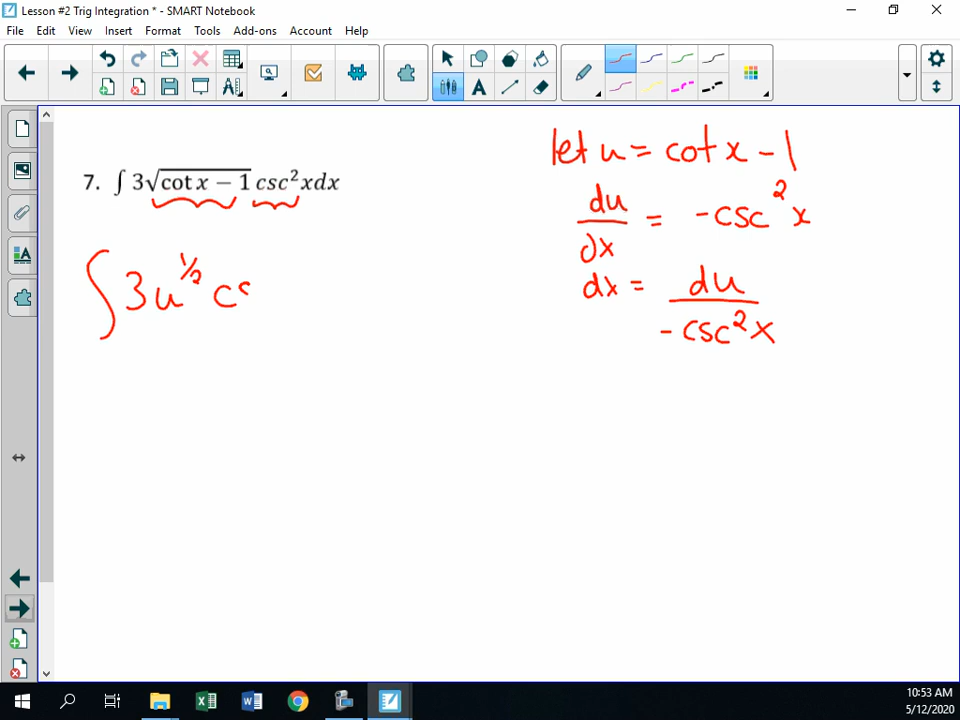 Lesson #2 Trig Integration * - SMART Notebook
File Edit View Insert Format Tools Add-ons Account Help
7. ∫ 3√(cot x − 1) csc²xdx
∫ 3u^½ cs
let u = cot x − 1
du/dx = -csc²x
dx = du/-csc²x
10:53 AM
5/12/2020